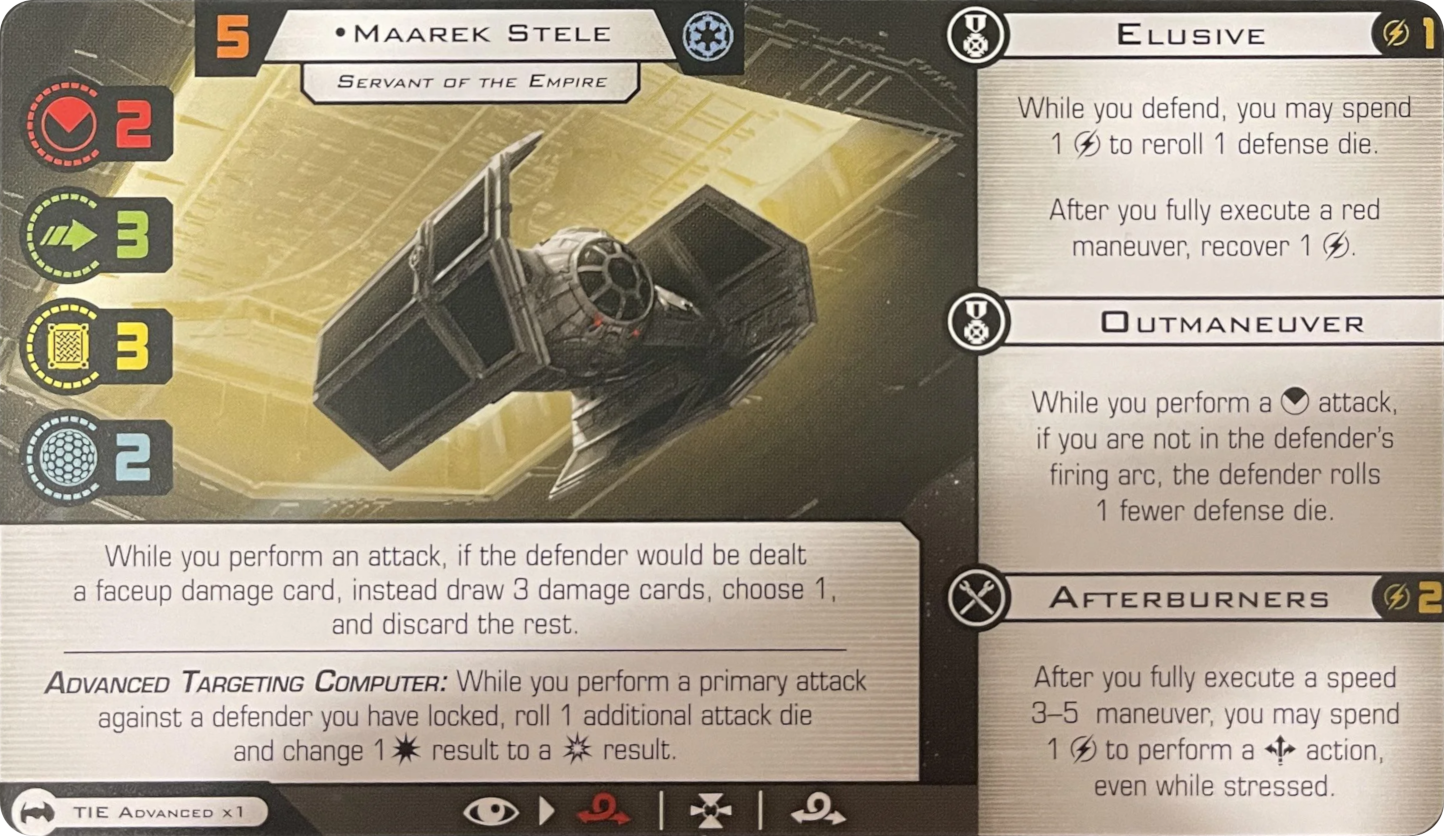 5
•Maarek Stele
Servant of the Empire
2
3
3
2
While you perform an attack, if the defender would be dealt
a faceup damage card, instead draw 3 damage cards, choose 1,
and discard the rest.
Advanced Targeting Computer: While you perform a primary attack
against a defender you have locked, roll 1 additional attack die
and change 1 result to a result.
TIE Advanced x1
Elusive 1
While you defend, you may spend
1 to reroll 1 defense die.
After you fully execute a red
maneuver, recover 1 .
Outmaneuver
While you perform a attack,
if you are not in the defender's
firing arc, the defender rolls
1 fewer defense die.
Afterburners 2
After you fully execute a speed
3–5 maneuver, you may spend
1 to perform a action,
even while stressed.